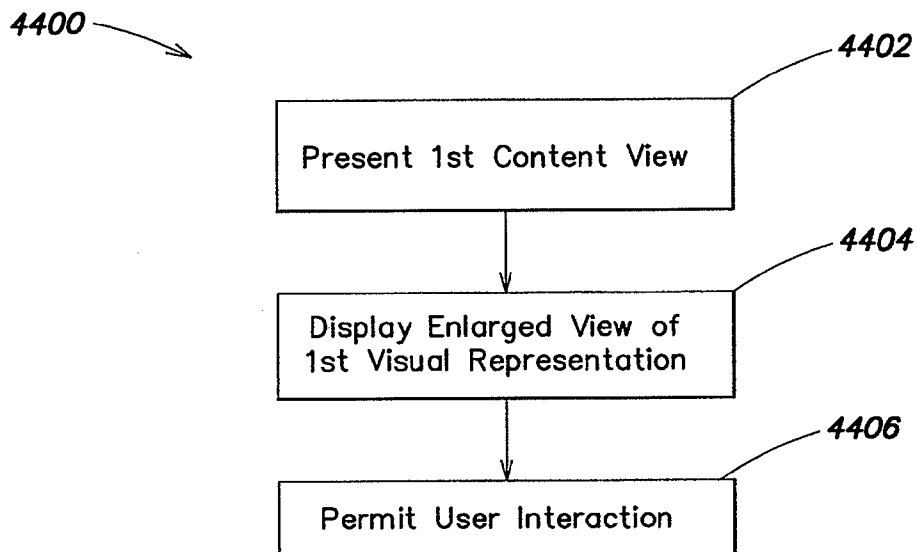 4400
4402
Present 1st Content View
4404
Display Enlarged View of
1st Visual Representation
4406
Permit User Interaction